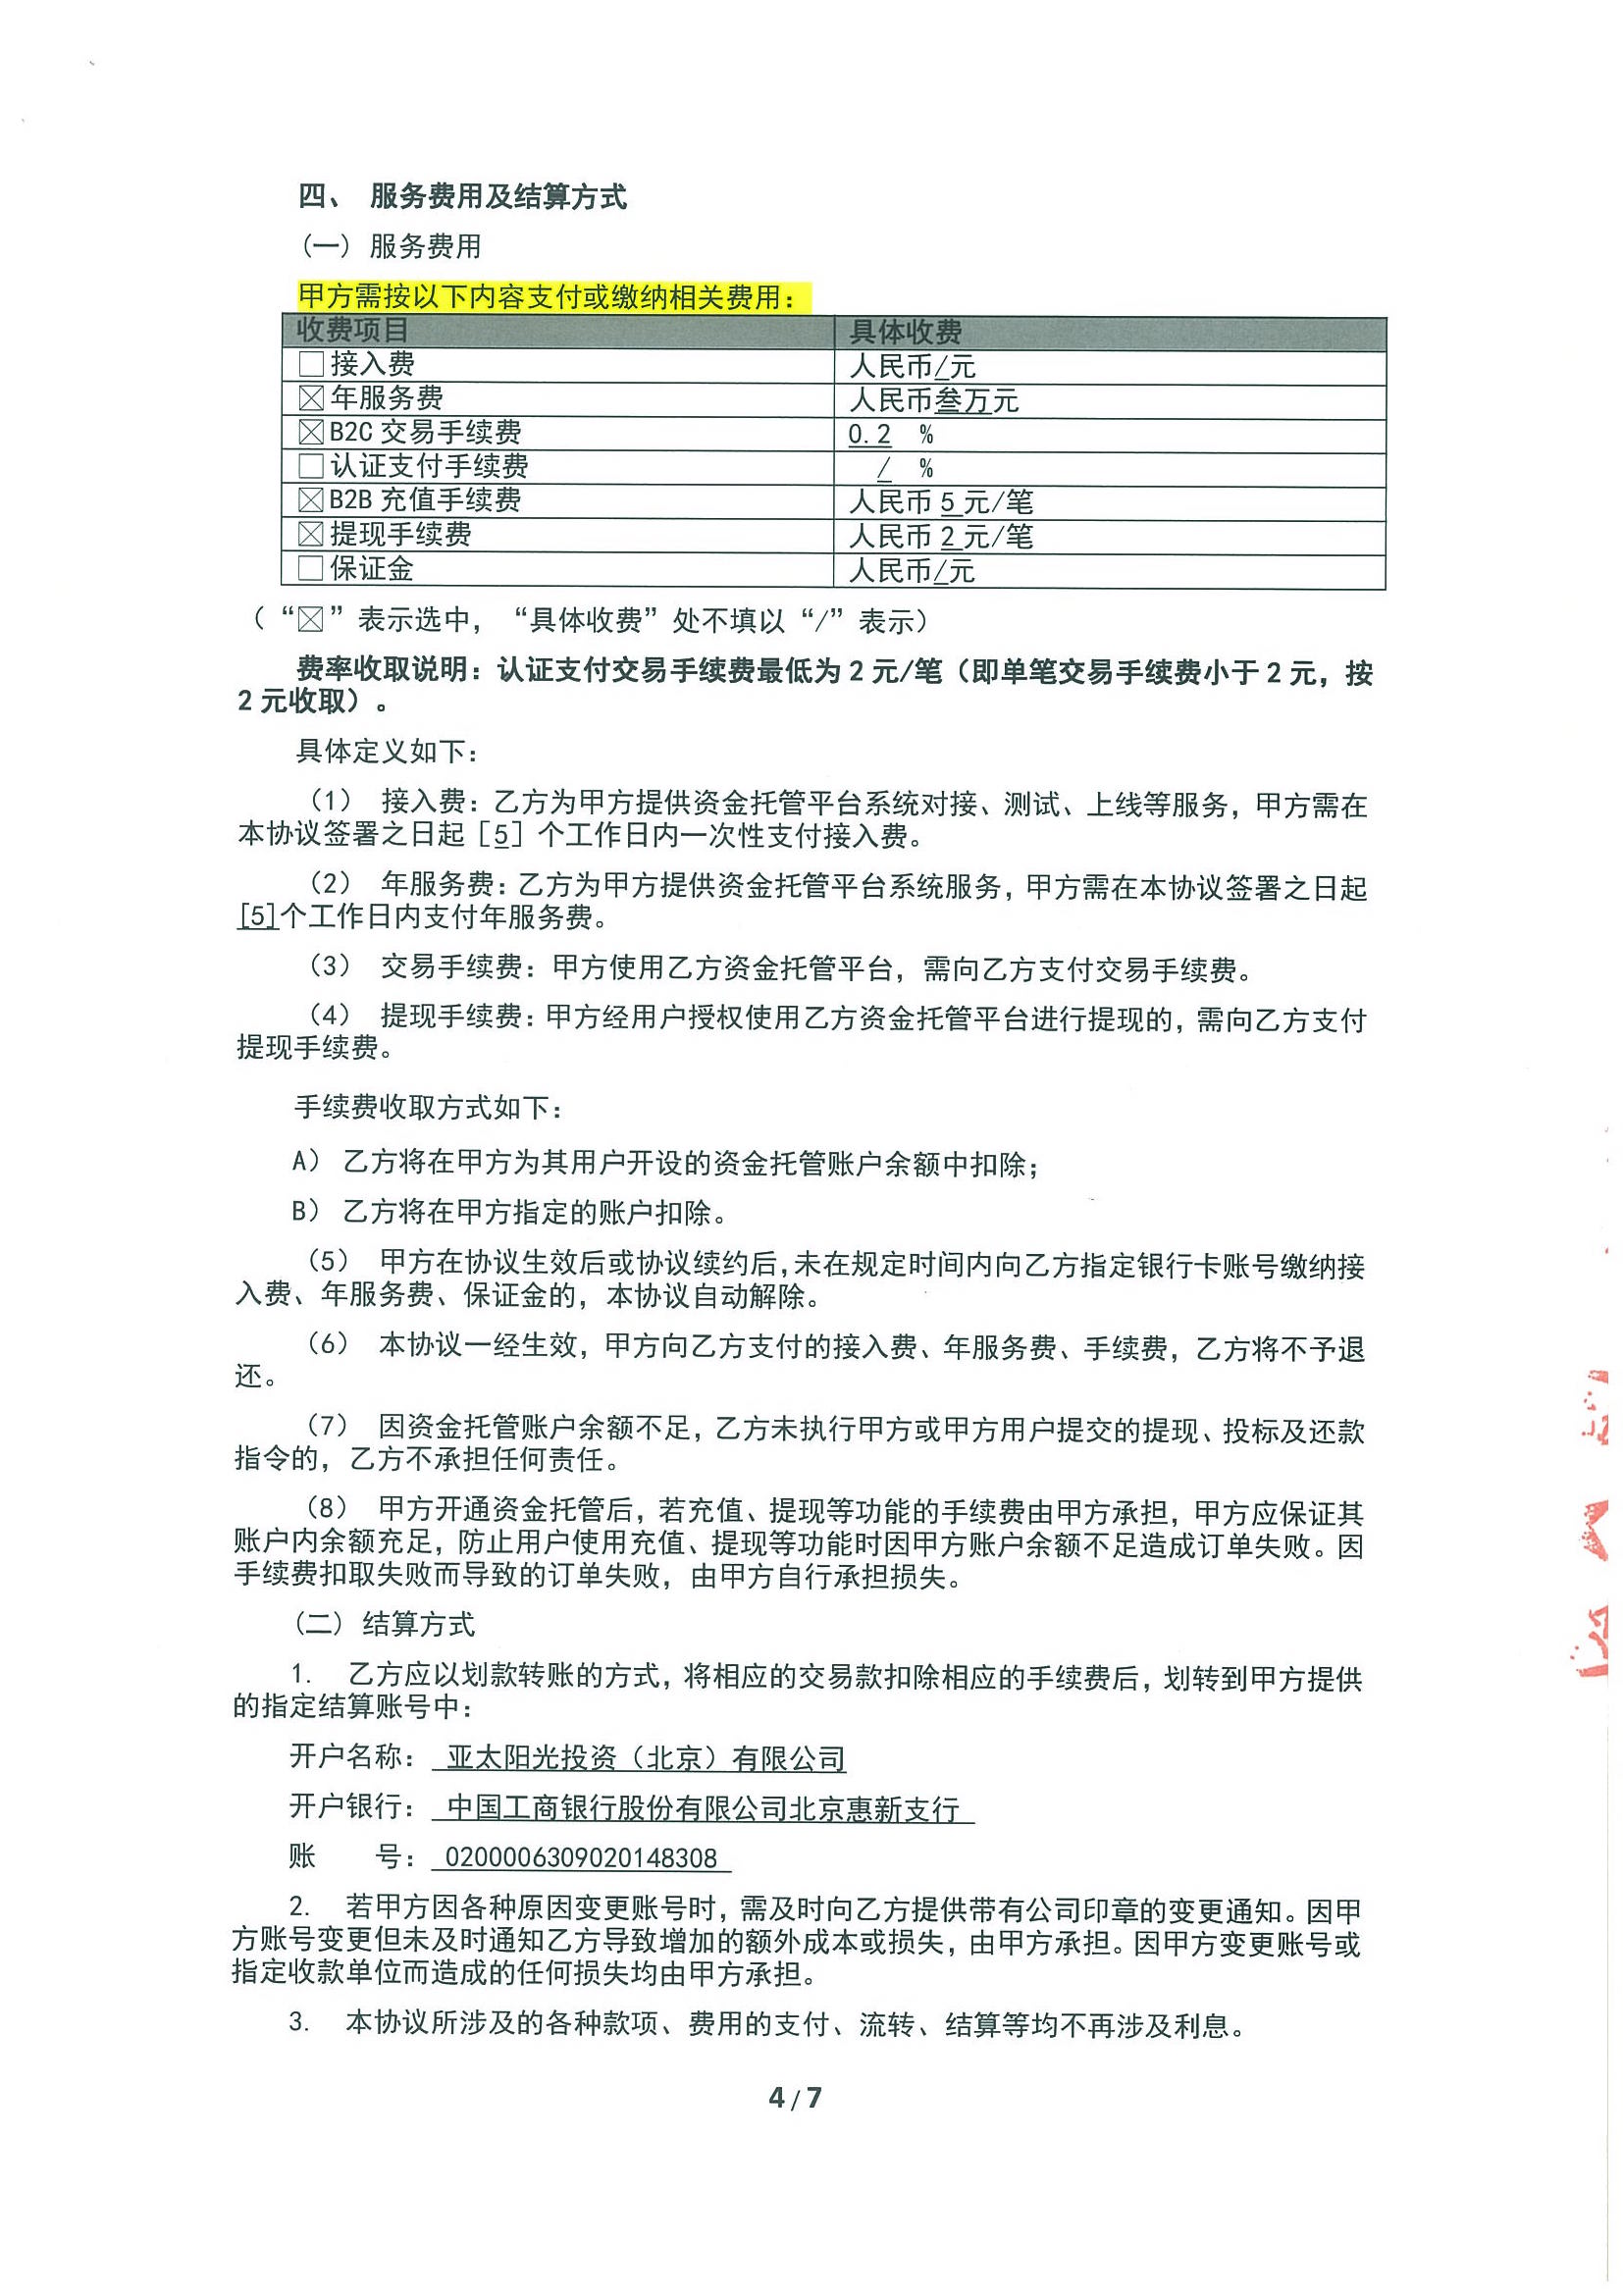 四、 服务费用及结算方式
（一）服务费用
甲方需按以下内容支付或缴纳相关费用：
收费项目 具体收费
□接入费 人民币/元
☒年服务费 人民币叁万元
☒B2C 交易手续费 0.2 %
□认证支付手续费 / %
☒B2B 充值手续费 人民币 5 元/笔
☒提现手续费 人民币 2 元/笔
□保证金 人民币/元
（“☒”表示选中，“具体收费”处不填以“/”表示）
费率收取说明：认证支付交易手续费最低为 2 元/笔（即单笔交易手续费小于 2 元，按
2 元收取）。
具体定义如下：
（1） 接入费：乙方为甲方提供资金托管平台系统对接、测试、上线等服务，甲方需在
本协议签署之日起［5］个工作日内一次性支付接入费。
（2） 年服务费：乙方为甲方提供资金托管平台系统服务，甲方需在本协议签署之日起
[5]个工作日内支付年服务费。
（3） 交易手续费：甲方使用乙方资金托管平台，需向乙方支付交易手续费。
（4） 提现手续费：甲方经用户授权使用乙方资金托管平台进行提现的，需向乙方支付
提现手续费。
手续费收取方式如下：
A） 乙方将在甲方为其用户开设的资金托管账户余额中扣除；
B） 乙方将在甲方指定的账户扣除。
（5） 甲方在协议生效后或协议续约后，未在规定时间内向乙方指定银行卡账号缴纳接
入费、年服务费、保证金的，本协议自动解除。
（6） 本协议一经生效，甲方向乙方支付的接入费、年服务费、手续费，乙方将不予退
还。
（7） 因资金托管账户余额不足，乙方未执行甲方或甲方用户提交的提现、投标及还款
指令的，乙方不承担任何责任。
（8） 甲方开通资金托管后，若充值、提现等功能的手续费由甲方承担，甲方应保证其
账户内余额充足，防止用户使用充值、提现等功能时因甲方账户余额不足造成订单失败。因
手续费扣取失败而导致的订单失败，由甲方自行承担损失。
（二）结算方式
1. 乙方应以划款转账的方式，将相应的交易款扣除相应的手续费后，划转到甲方提供
的指定结算账号中：
开户名称： 亚太阳光投资（北京）有限公司
开户银行： 中国工商银行股份有限公司北京惠新支行
账 号： 0200006309020148308
2. 若甲方因各种原因变更账号时，需及时向乙方提供带有公司印章的变更通知。因甲
方账号变更但未及时通知乙方导致增加的额外成本或损失，由甲方承担。因甲方变更账号或
指定收款单位而造成的任何损失均由甲方承担。
3. 本协议所涉及的各种款项、费用的支付、流转、结算等均不再涉及利息。
4 / 7